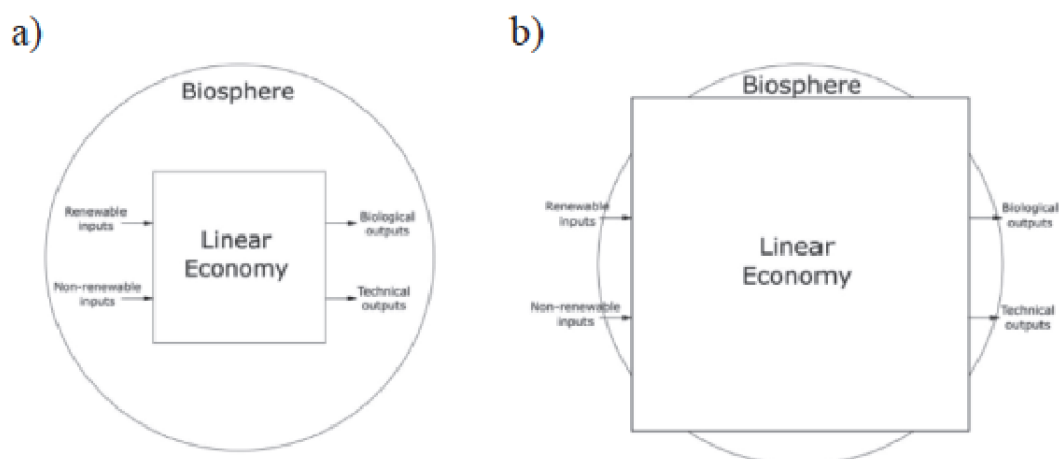 a)
Biosphere
Renewable
inputs
Biological
outputs
Linear
Economy
Non-renewable
inputs
Technical
outputs
b)
Biosphere
Renewable
inputs
Biological
outputs
Linear
Economy
Non-renewable
inputs
Technical
outputs